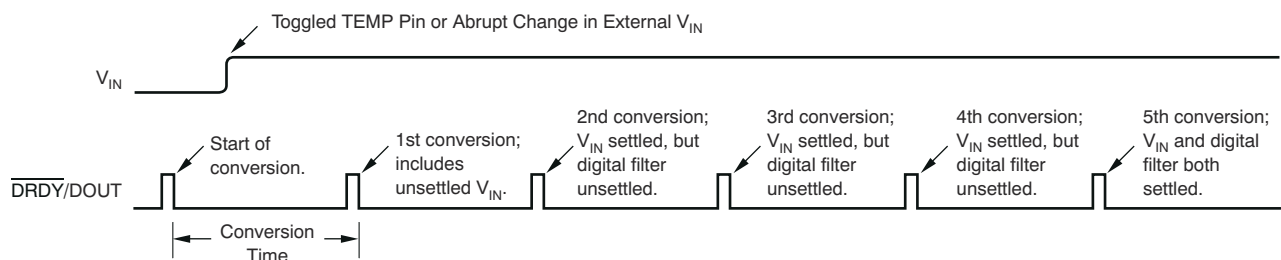 Toggled TEMP Pin or Abrupt Change in External VIN
VIN
Start of
conversion.
1st conversion;
includes
unsettled VIN.
2nd conversion;
VIN settled, but
digital filter
unsettled.
3rd conversion;
VIN settled, but
digital filter
unsettled.
4th conversion;
VIN settled, but
digital filter
unsettled.
5th conversion;
VIN and digital
filter both
settled.
DRDY/DOUT
Conversion
Time